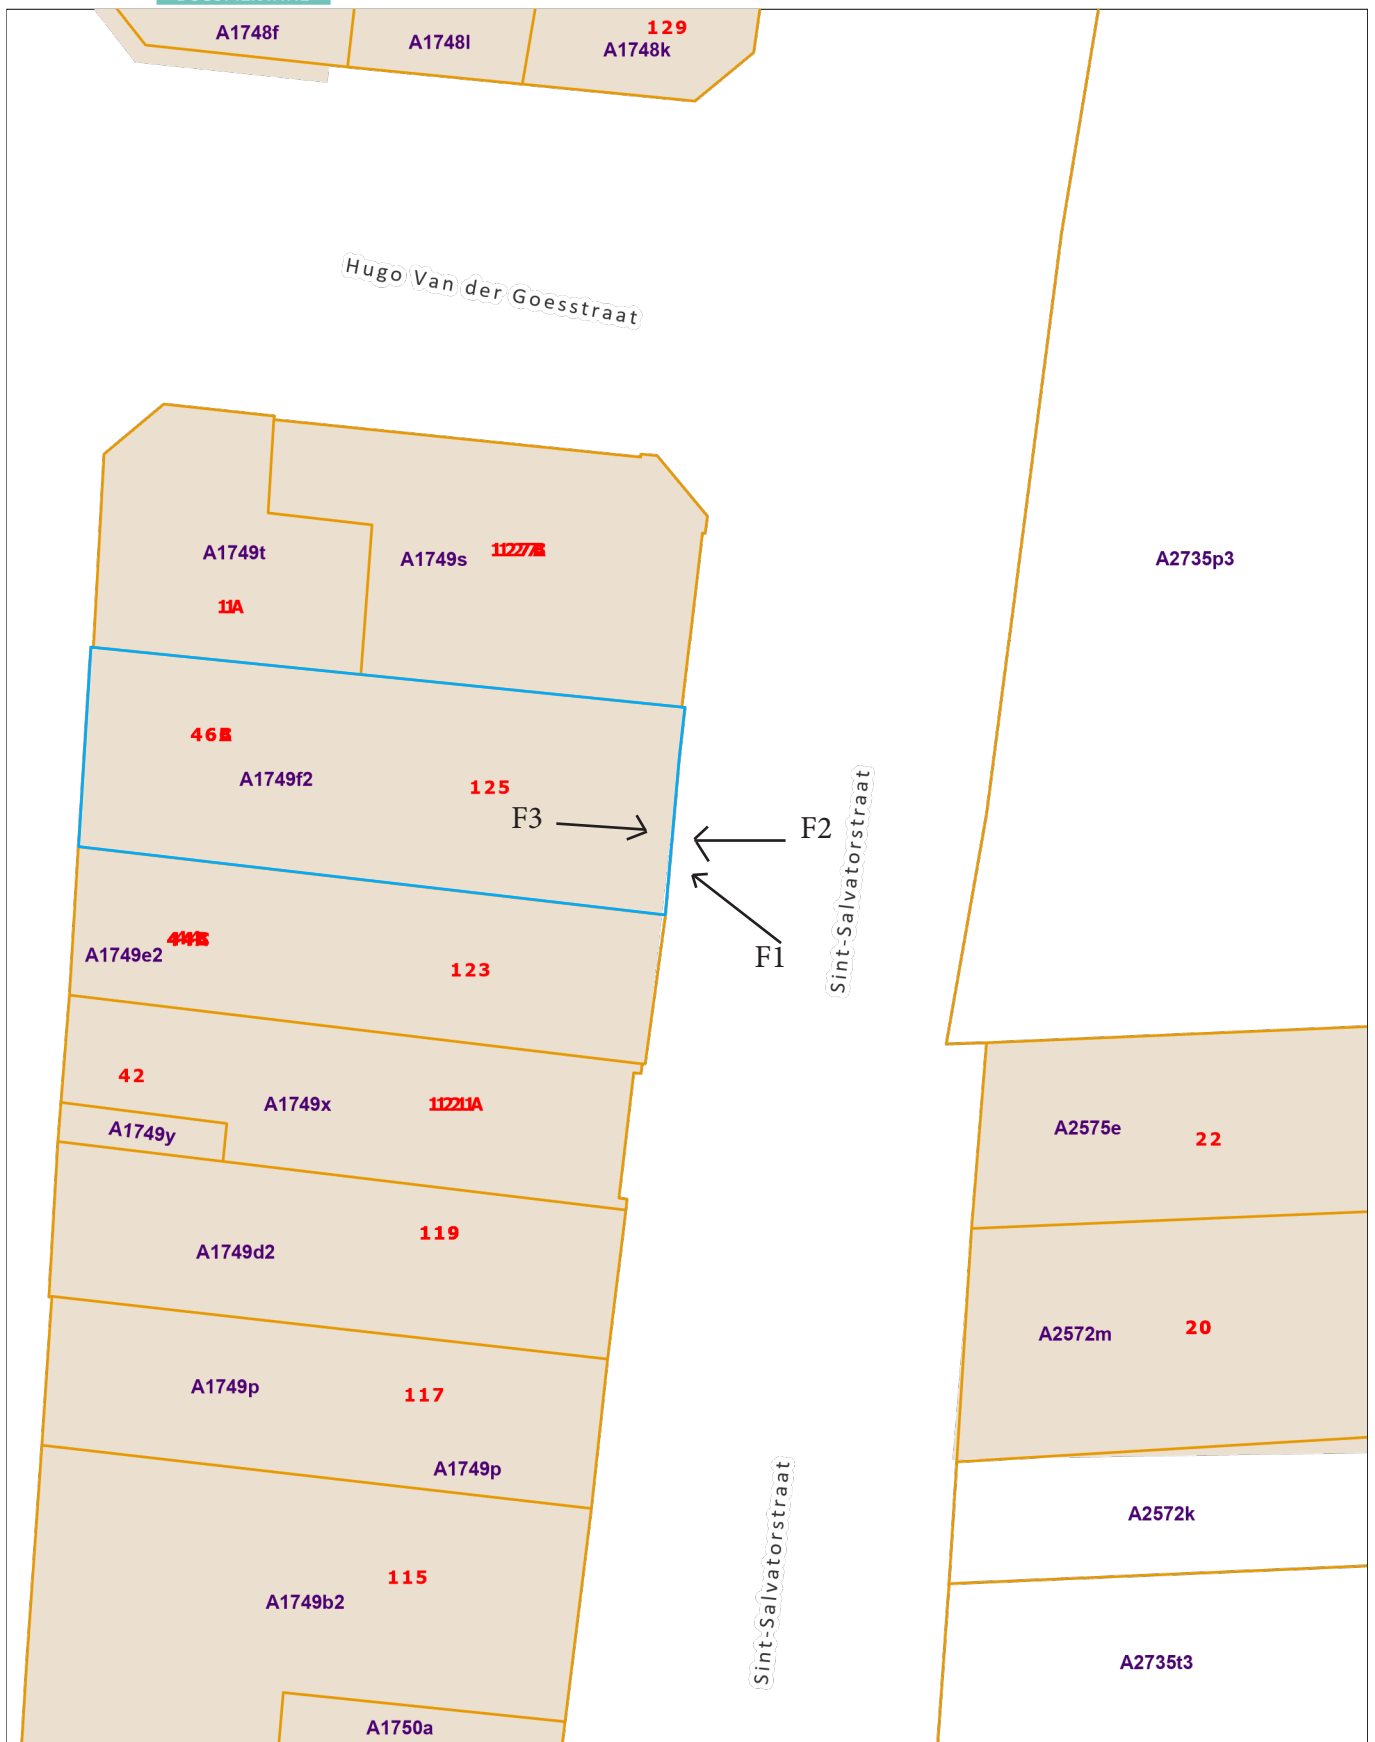 A1748f
A1748l
129
A1748k
Hugo Van der Goesstraat
A1749t
A1749s
A2735p3
A1749f2
125
F3
F2
Sint-Salvatorstraat
A1749e2
123
F1
42
A1749x
A1749y
A2575e
22
119
A1749d2
A2572m
20
A1749p
117
A1749p
Sint-Salvatorstraat
A2572k
115
A1749b2
A2735t3
A1750a